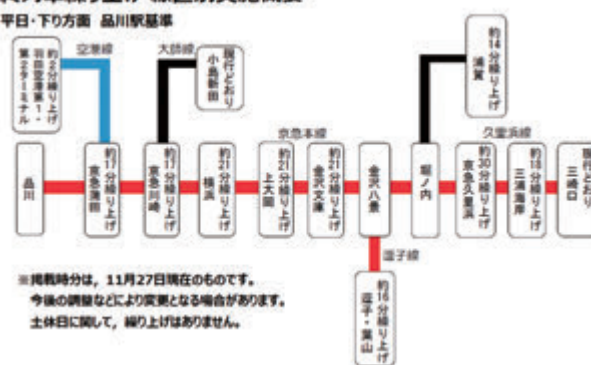 平日・下り方面 品川駅基準
空港線
大師線
約2分繰り上げ
羽田空港第1・
第2ターミナル
現行どおり
小島新田
約14分繰り上げ
浦賀
京急本線
久里浜線
品川
約17分繰り上げ
京急蒲田
約17分繰り上げ
京急川崎
約21分繰り上げ
横浜
約21分繰り上げ
上大岡
約21分繰り上げ
金沢文庫
金沢八景
堀ノ内
約30分繰り上げ
京急久里浜
約18分繰り上げ
三浦海岸
現行どおり
三崎口
逗子線
約16分繰り上げ
逗子・葉山
※掲載時分は，11月27日現在のものです。
今後の調整などにより変更となる場合があります。
土休日に関して，繰り上げはありません。